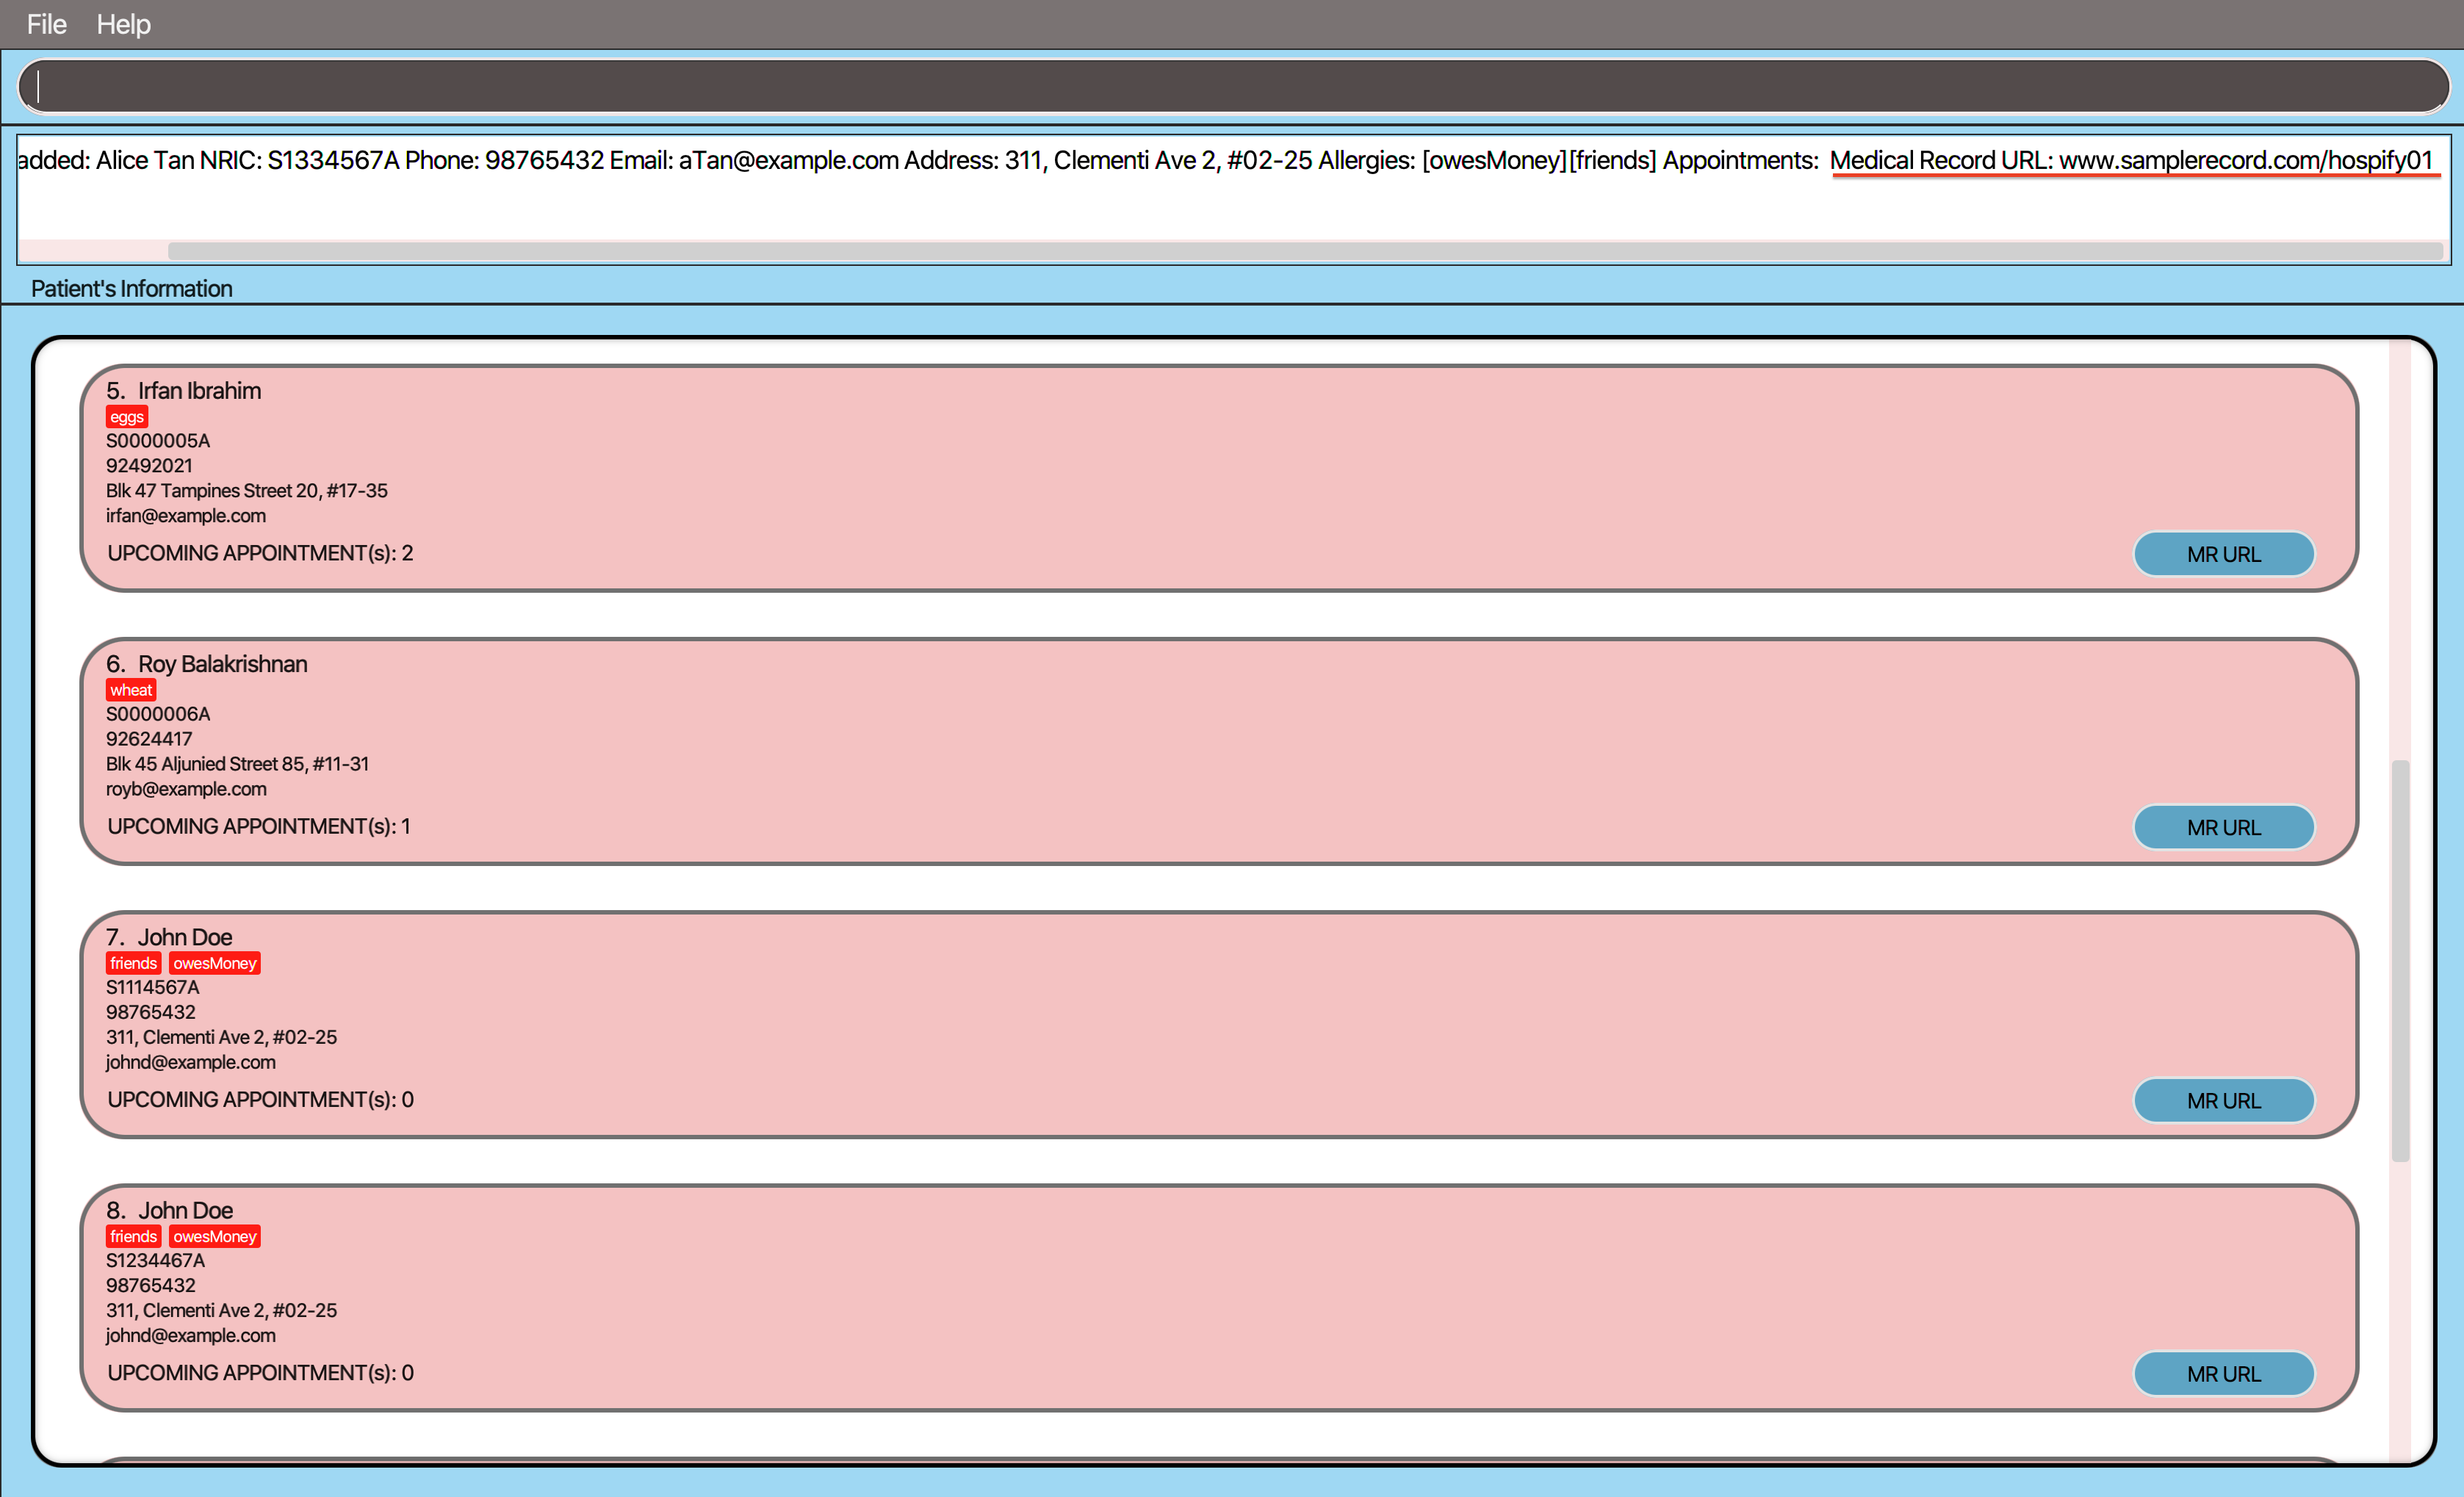 File Help
added: Alice Tan NRIC: S1334567A Phone: 98765432 Email: aTan@example.com Address: 311, Clementi Ave 2, #02-25 Allergies: [owesMoney][friends] Appointments: Medical Record URL: www.samplerecord.com/hospify01
Patient's Information
5. Irfan Ibrahim
eggs
S0000005A
92492021
Blk 47 Tampines Street 20, #17-35
irfan@example.com
UPCOMING APPOINTMENT(s): 2
MR URL
6. Roy Balakrishnan
wheat
S0000006A
92624417
Blk 45 Aljunied Street 85, #11-31
royb@example.com
UPCOMING APPOINTMENT(s): 1
MR URL
7. John Doe
friends owesMoney
S1114567A
98765432
311, Clementi Ave 2, #02-25
johnd@example.com
UPCOMING APPOINTMENT(s): 0
MR URL
8. John Doe
friends owesMoney
S1234467A
98765432
311, Clementi Ave 2, #02-25
johnd@example.com
UPCOMING APPOINTMENT(s): 0
MR URL